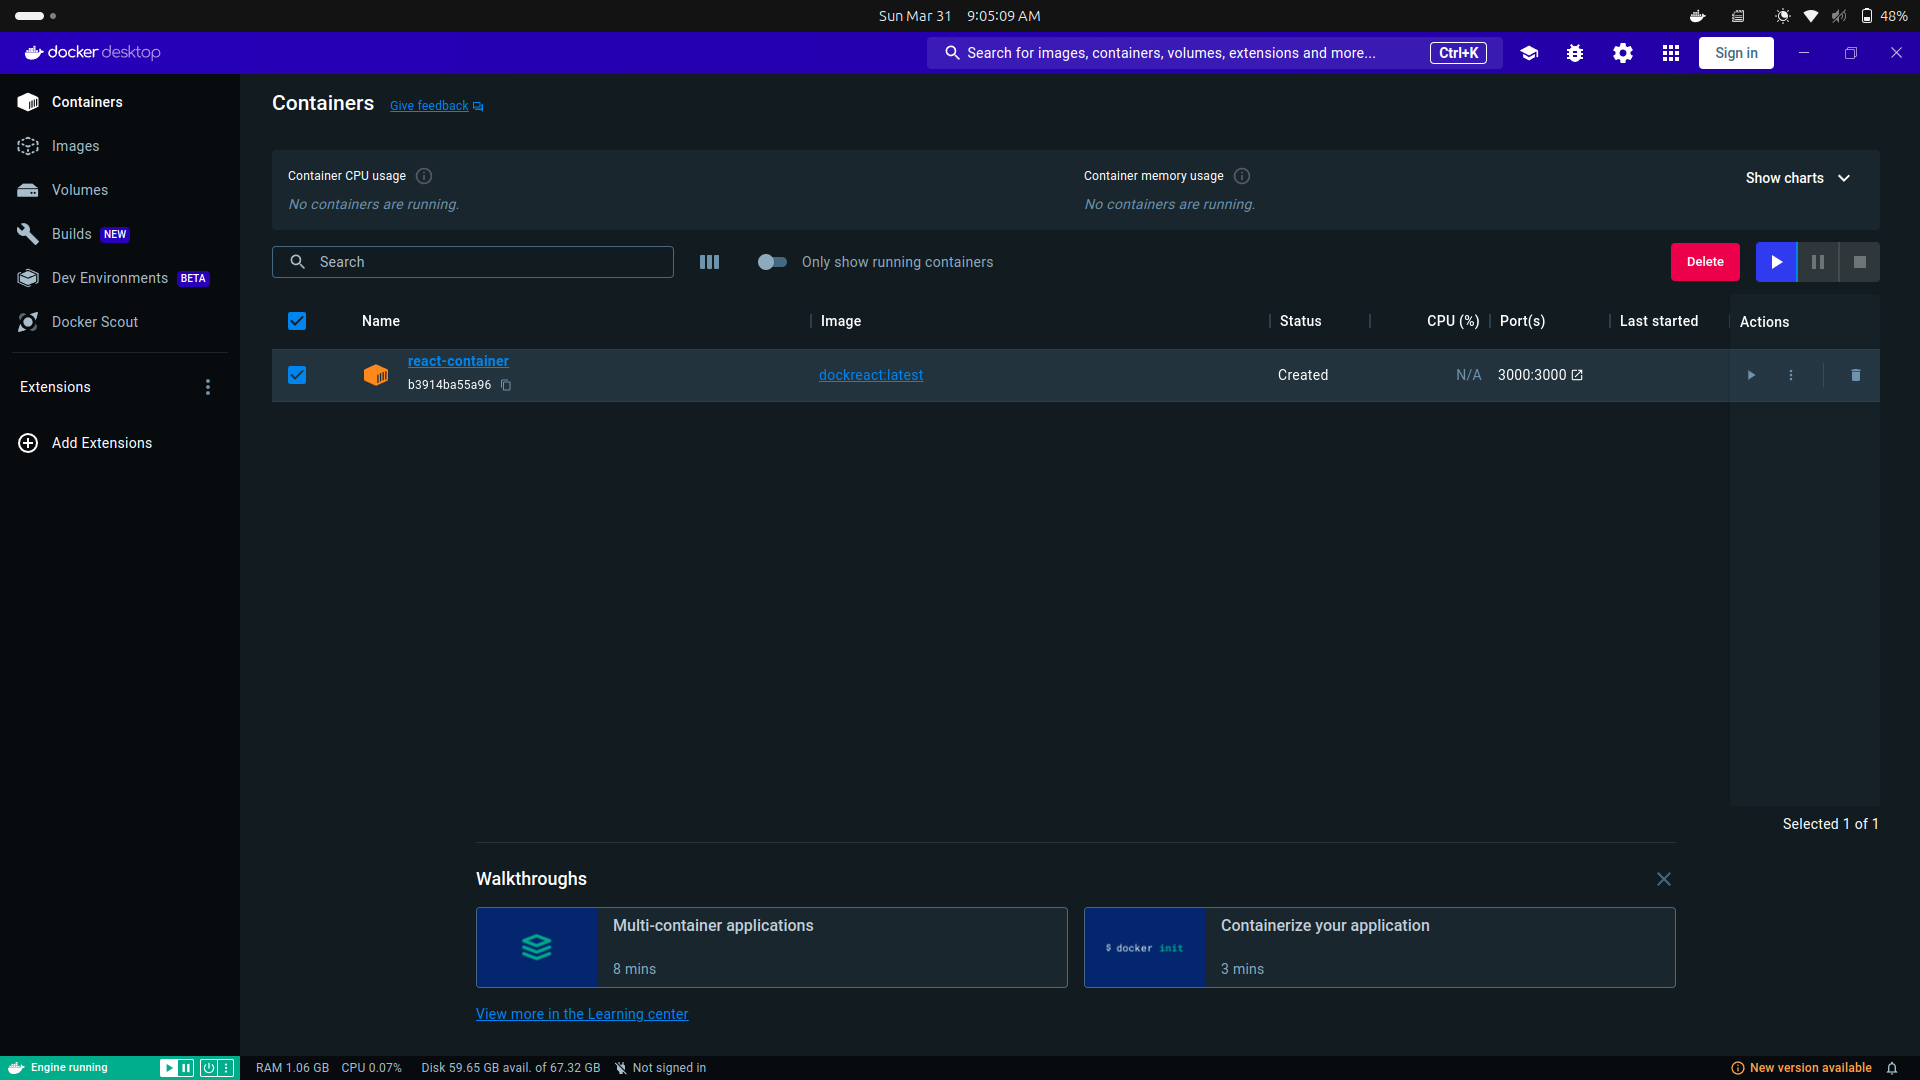 Sun Mar 31 9:05:09 AM
48%
docker desktop
Search for images, containers, volumes, extensions and more...
Ctrl+K
Sign in
Containers
Images
Volumes
Builds NEW
Dev Environments BETA
Docker Scout
Extensions
Add Extensions
Containers
Give feedback
Container CPU usage
No containers are running.
Container memory usage
No containers are running.
Show charts
Search
Only show running containers
Delete
Name
Image
Status
CPU (%)
Port(s)
Last started
Actions
react-container
b3914ba55a96
dockreact:latest
Created
N/A
3000:3000
Selected 1 of 1
Walkthroughs
Multi-container applications
8 mins
$ docker init
Containerize your application
3 mins
View more in the Learning center
Engine running
RAM 1.06 GB CPU 0.07% Disk 59.65 GB avail. of 67.32 GB Not signed in
New version available